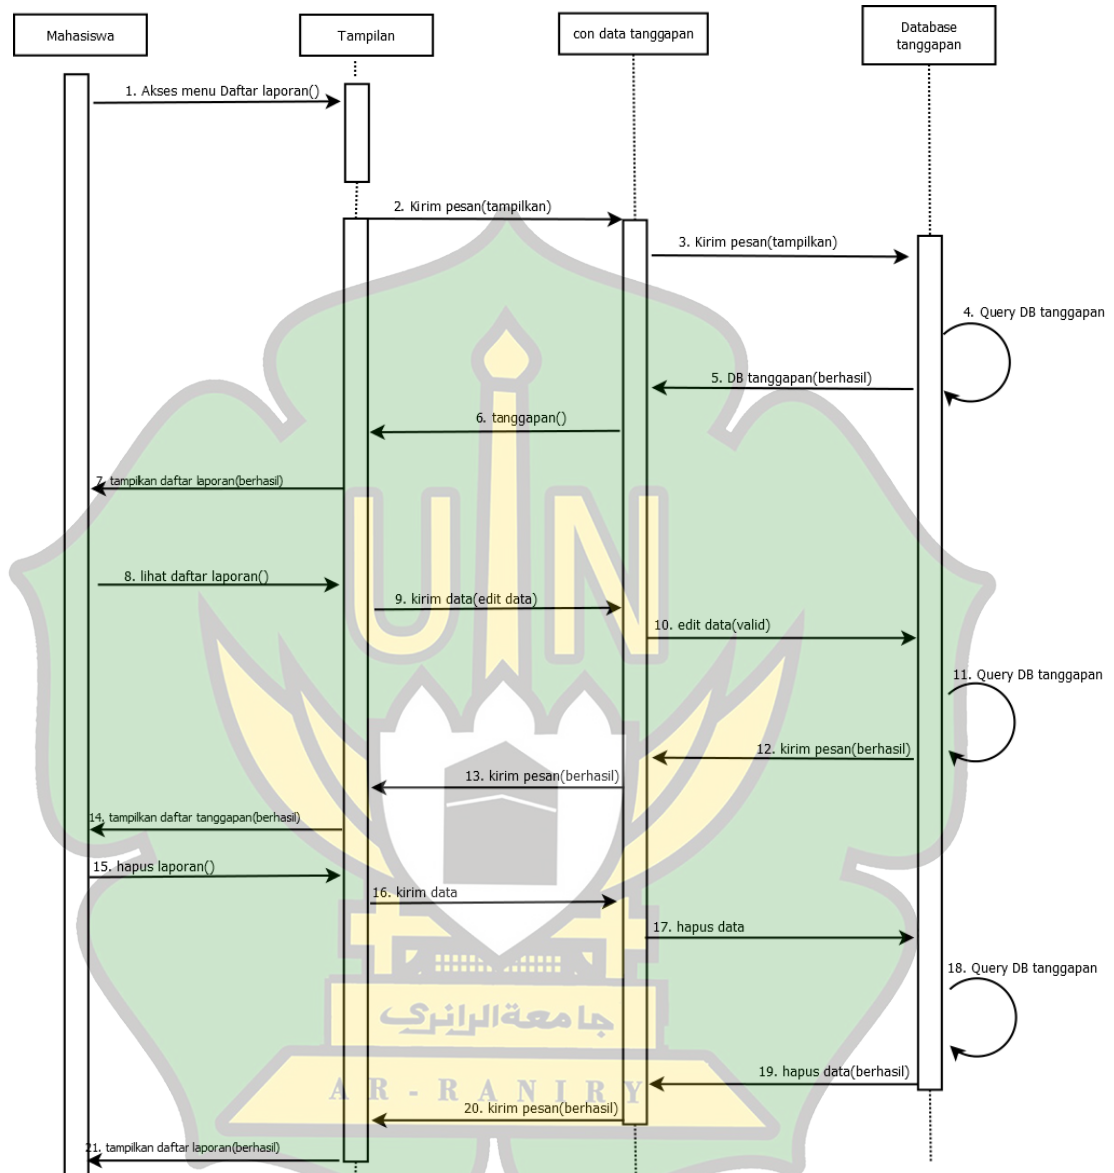 Mahasiswa
Tampilan
con data tanggapan
Database
tanggapan
1. Akses menu Daftar laporan()
2. Kirim pesan(tampilkan)
3. Kirim pesan(tampilkan)
4. Query DB tanggapan
5. DB tanggapan(berhasil)
6. tanggapan()
7. tampilkan daftar laporan(berhasil)
UIN
8. lihat daftar laporan()
9. kirim data(edit data)
10. edit data(valid)
11. Query DB tanggapan
12. kirim pesan(berhasil)
13. kirim pesan(berhasil)
14. tampilkan daftar tanggapan(berhasil)
15. hapus laporan()
16. kirim data
17. hapus data
18. Query DB tanggapan
جامعة الرانري
19. hapus data(berhasil)
AR-RANIRY
20. kirim pesan(berhasil)
21. tampilkan daftar laporan(berhasil)